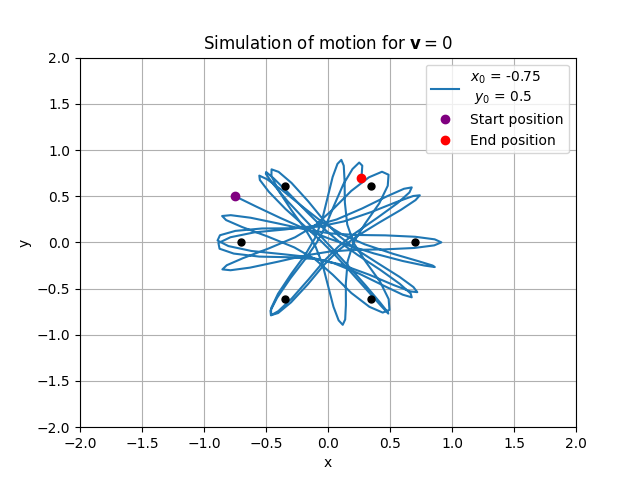 Simulation of motion for v = 0
x₀ = -0.75
y₀ = 0.5
Start position
End position
2.0
1.5
1.0
0.5
0.0
−0.5
−1.0
−1.5
−2.0
y
−2.0 −1.5 −1.0 −0.5 0.0 0.5 1.0 1.5 2.0
x